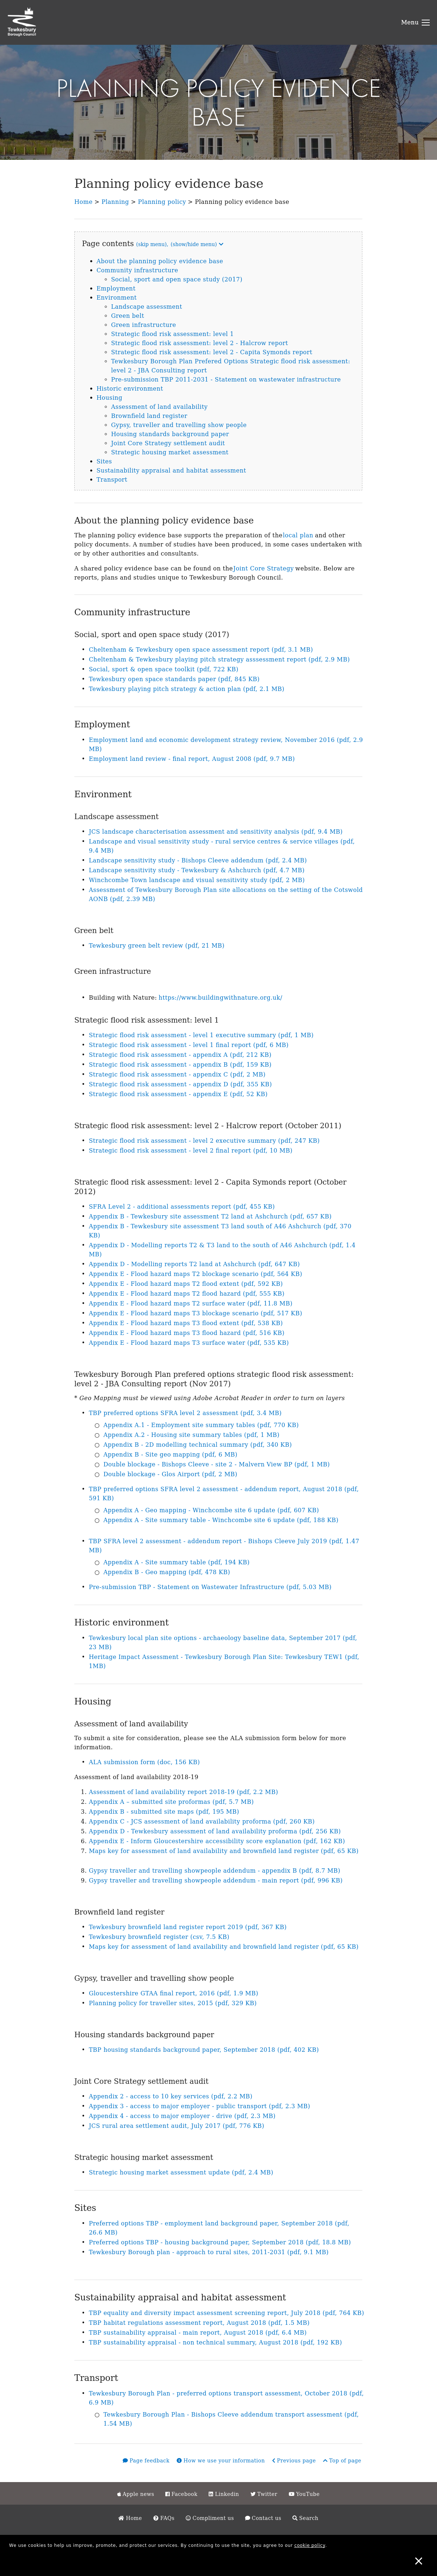 Tewkesbury
Borough Council
Menu
PLANNING POLICY EVIDENCE
BASE
Planning policy evidence base
Home > Planning > Planning policy > Planning policy evidence base
Page contents (skip menu), (show/hide menu)
About the planning policy evidence base
Community infrastructure
Social, sport and open space study (2017)
Employment
Environment
Landscape assessment
Green belt
Green infrastructure
Strategic flood risk assessment: level 1
Strategic flood risk assessment: level 2 - Halcrow report
Strategic flood risk assessment: level 2 - Capita Symonds report
Tewkesbury Borough Plan Prefered Options Strategic flood risk assessment:
level 2 - JBA Consulting report
Pre-submission TBP 2011-2031 - Statement on wastewater infrastructure
Historic environment
Housing
Assessment of land availability
Brownfield land register
Gypsy, traveller and travelling show people
Housing standards background paper
Joint Core Strategy settlement audit
Strategic housing market assessment
Sites
Sustainability appraisal and habitat assessment
Transport
About the planning policy evidence base
The planning policy evidence base supports the preparation of the local plan and other
policy documents. A number of studies have been produced, in some cases undertaken with
or by other authorities and consultants.
A shared policy evidence base can be found on the Joint Core Strategy website. Below are
reports, plans and studies unique to Tewkesbury Borough Council.
Community infrastructure
Social, sport and open space study (2017)
Cheltenham & Tewkesbury open space assessment report (pdf, 3.1 MB)
Cheltenham & Tewkesbury playing pitch strategy asssessment report (pdf, 2.9 MB)
Social, sport & open space toolkit (pdf, 722 KB)
Tewkesbury open space standards paper (pdf, 845 KB)
Tewkesbury playing pitch strategy & action plan (pdf, 2.1 MB)
Employment
Employment land and economic development strategy review, November 2016 (pdf, 2.9
MB)
Employment land review - final report, August 2008 (pdf, 9.7 MB)
Environment
Landscape assessment
JCS landscape characterisation assessment and sensitivity analysis (pdf, 9.4 MB)
Landscape and visual sensitivity study - rural service centres & service villages (pdf,
9.4 MB)
Landscape sensitivity study - Bishops Cleeve addendum (pdf, 2.4 MB)
Landscape sensitivity study - Tewkesbury & Ashchurch (pdf, 4.7 MB)
Winchcombe Town landscape and visual sensitivity study (pdf, 2 MB)
Assessment of Tewkesbury Borough Plan site allocations on the setting of the Cotswold
AONB (pdf, 2.39 MB)
Green belt
Tewkesbury green belt review (pdf, 21 MB)
Green infrastructure
Building with Nature: https://www.buildingwithnature.org.uk/
Strategic flood risk assessment: level 1
Strategic flood risk assessment - level 1 executive summary (pdf, 1 MB)
Strategic flood risk assessment - level 1 final report (pdf, 6 MB)
Strategic flood risk assessment - appendix A (pdf, 212 KB)
Strategic flood risk assessment - appendix B (pdf, 159 KB)
Strategic flood risk assessment - appendix C (pdf, 2 MB)
Strategic flood risk assessment - appendix D (pdf, 355 KB)
Strategic flood risk assessment - appendix E (pdf, 52 KB)
Strategic flood risk assessment: level 2 - Halcrow report (October 2011)
Strategic flood risk assessment - level 2 executive summary (pdf, 247 KB)
Strategic flood risk assessment - level 2 final report (pdf, 10 MB)
Strategic flood risk assessment: level 2 - Capita Symonds report (October
2012)
SFRA Level 2 - additional assessments report (pdf, 455 KB)
Appendix B - Tewkesbury site assessment T2 land at Ashchurch (pdf, 657 KB)
Appendix B - Tewkesbury site assessment T3 land south of A46 Ashchurch (pdf, 370
KB)
Appendix D - Modelling reports T2 & T3 land to the south of A46 Ashchurch (pdf, 1.4
MB)
Appendix D - Modelling reports T2 land at Ashchurch (pdf, 647 KB)
Appendix E - Flood hazard maps T2 blockage scenario (pdf, 564 KB)
Appendix E - Flood hazard maps T2 flood extent (pdf, 592 KB)
Appendix E - Flood hazard maps T2 flood hazard (pdf, 555 KB)
Appendix E - Flood hazard maps T2 surface water (pdf, 11.8 MB)
Appendix E - Flood hazard maps T3 blockage scenario (pdf, 517 KB)
Appendix E - Flood hazard maps T3 flood extent (pdf, 538 KB)
Appendix E - Flood hazard maps T3 flood hazard (pdf, 516 KB)
Appendix E - Flood hazard maps T3 surface water (pdf, 535 KB)
Tewkesbury Borough Plan prefered options strategic flood risk assessment:
level 2 - JBA Consulting report (Nov 2017)
* Geo Mapping must be viewed using Adobe Acrobat Reader in order to turn on layers
TBP preferred options SFRA level 2 assessment (pdf, 3.4 MB)
Appendix A.1 - Employment site summary tables (pdf, 770 KB)
Appendix A.2 - Housing site summary tables (pdf, 1 MB)
Appendix B - 2D modelling technical summary (pdf, 340 KB)
Appendix B - Site geo mapping (pdf, 6 MB)
Double blockage - Bishops Cleeve - site 2 - Malvern View BP (pdf, 1 MB)
Double blockage - Glos Airport (pdf, 2 MB)
TBP preferred options SFRA level 2 assessment - addendum report, August 2018 (pdf,
591 KB)
Appendix A - Geo mapping - Winchcombe site 6 update (pdf, 607 KB)
Appendix A - Site summary table - Winchcombe site 6 update (pdf, 188 KB)
TBP SFRA level 2 assessment - addendum report - Bishops Cleeve July 2019 (pdf, 1.47
MB)
Appendix A - Site summary table (pdf, 194 KB)
Appendix B - Geo mapping (pdf, 478 KB)
Pre-submission TBP - Statement on Wastewater Infrastructure (pdf, 5.03 MB)
Historic environment
Tewkesbury local plan site options - archaeology baseline data, September 2017 (pdf,
23 MB)
Heritage Impact Assessment - Tewkesbury Borough Plan Site: Tewkesbury TEW1 (pdf,
1MB)
Housing
Assessment of land availability
To submit a site for consideration, please see the ALA submission form below for more
information.
ALA submission form (doc, 156 KB)
Assessment of land availability 2018-19
1. Assessment of land availability report 2018-19 (pdf, 2.2 MB)
2. Appendix A – submitted site proformas (pdf, 5.7 MB)
3. Appendix B - submitted site maps (pdf, 195 MB)
4. Appendix C - JCS assessment of land availability proforma (pdf, 260 KB)
5. Appendix D - Tewkesbury assessment of land availability proforma (pdf, 256 KB)
6. Appendix E - Inform Gloucestershire accessibility score explanation (pdf, 162 KB)
7. Maps key for assessment of land availability and brownfield land register (pdf, 65 KB)
8. Gypsy traveller and travelling showpeople addendum - appendix B (pdf, 8.7 MB)
9. Gypsy traveller and travelling showpeople addendum - main report (pdf, 996 KB)
Brownfield land register
Tewkesbury brownfield land register report 2019 (pdf, 367 KB)
Tewkesbury brownfield register (csv, 7.5 KB)
Maps key for assessment of land availability and brownfield land register (pdf, 65 KB)
Gypsy, traveller and travelling show people
Gloucestershire GTAA final report, 2016 (pdf, 1.9 MB)
Planning policy for traveller sites, 2015 (pdf, 329 KB)
Housing standards background paper
TBP housing standards background paper, September 2018 (pdf, 402 KB)
Joint Core Strategy settlement audit
Appendix 2 - access to 10 key services (pdf, 2.2 MB)
Appendix 3 - access to major employer - public transport (pdf, 2.3 MB)
Appendix 4 - access to major employer - drive (pdf, 2.3 MB)
JCS rural area settlement audit, July 2017 (pdf, 776 KB)
Strategic housing market assessment
Strategic housing market assessment update (pdf, 2.4 MB)
Sites
Preferred options TBP - employment land background paper, September 2018 (pdf,
26.6 MB)
Preferred options TBP - housing background paper, September 2018 (pdf, 18.8 MB)
Tewkesbury Borough plan - approach to rural sites, 2011-2031 (pdf, 9.1 MB)
Sustainability appraisal and habitat assessment
TBP equality and diversity impact assessment screening report, July 2018 (pdf, 764 KB)
TBP habitat regulations assessment report, August 2018 (pdf, 1.5 MB)
TBP sustainability appraisal - main report, August 2018 (pdf, 6.4 MB)
TBP sustainability appraisal - non technical summary, August 2018 (pdf, 192 KB)
Transport
Tewkesbury Borough Plan - preferred options transport assessment, October 2018 (pdf,
6.9 MB)
Tewkesbury Borough Plan - Bishops Cleeve addendum transport assessment (pdf,
1.54 MB)
Page feedback How we use your information Previous page Top of page
Apple news Facebook Linkedin Twitter YouTube
Home FAQs Compliment us Contact us Search
We use cookies to help us improve, promote, and protect our services. By continuing to use the site, you agree to our cookie policy.